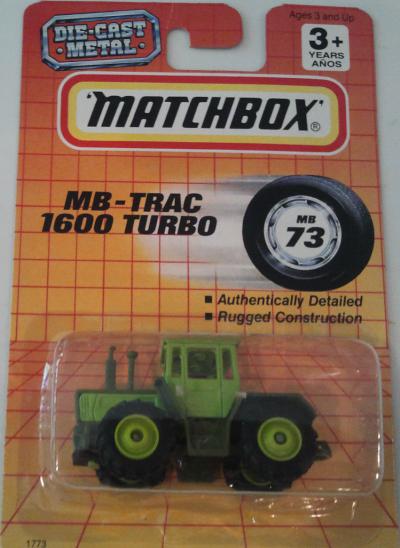 Ages 3 and Up
DIE-CAST
METAL
3+
YEARS
AÑOS
'MATCHBOX'®
MB-TRAC
1600 TURBO
MB
73
■ Authentically Detailed
■ Rugged Construction
1773